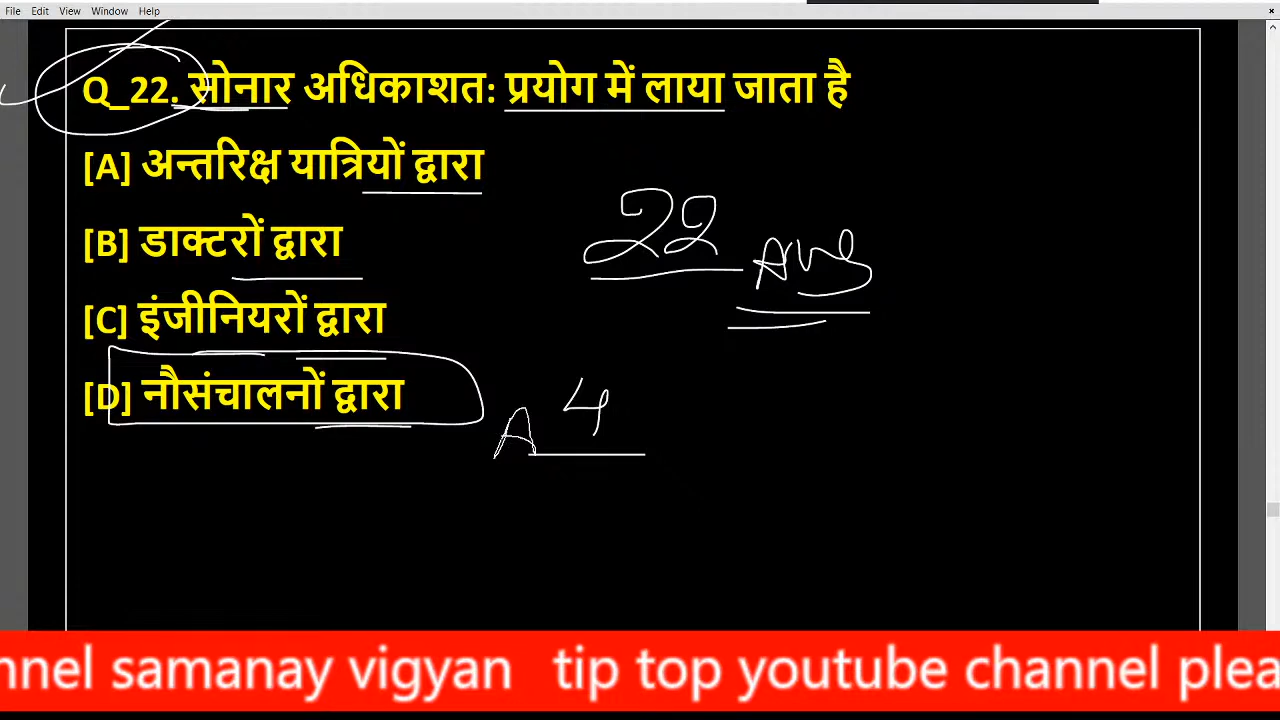 File Edit View Window Help
Q_22. सोनार अधिकाशत: प्रयोग में लाया जाता है
[A] अन्तरिक्ष यात्रियों द्वारा
[B] डाक्टरों द्वारा
22 Ans
[C] इंजीनियरों द्वारा
[D] नौसंचालनों द्वारा
A 4
nnel samanay vigyan tip top youtube channel plea